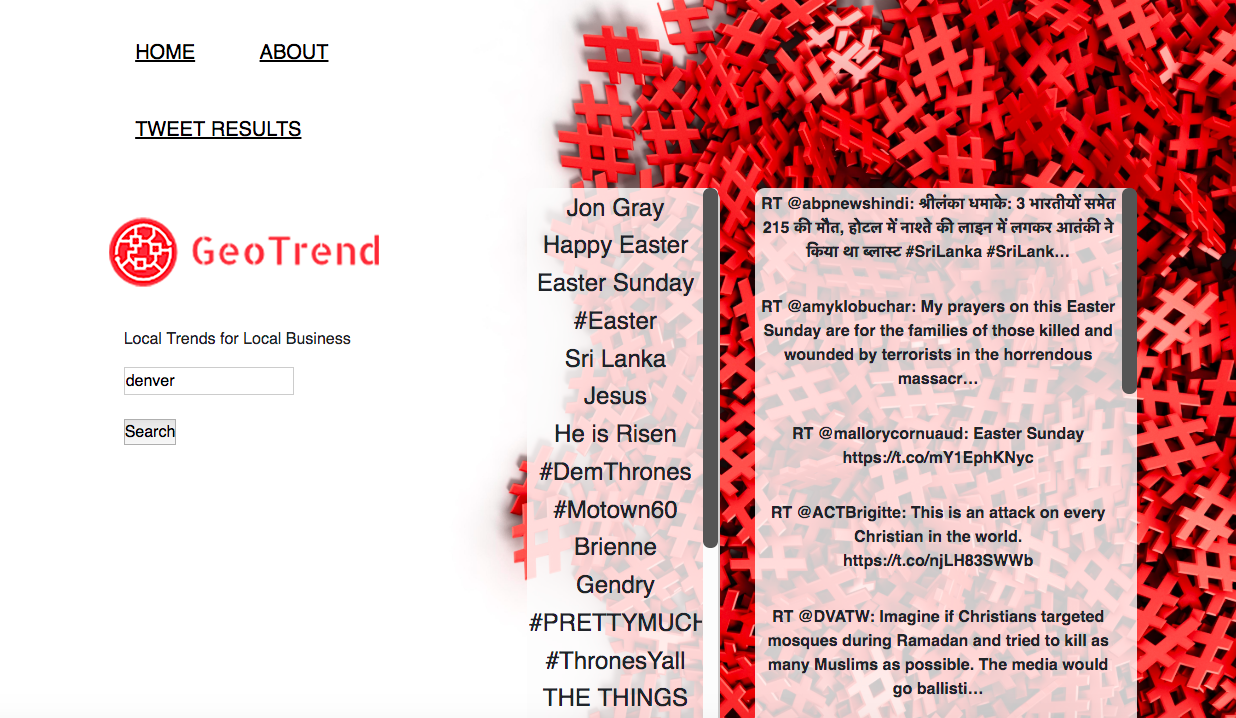 HOME
ABOUT
TWEET RESULTS
GeoTrend
Local Trends for Local Business
denver
Search
Jon Gray
Happy Easter
Easter Sunday
#Easter
Sri Lanka
Jesus
He is Risen
#DemThrones
#Motown60
Brienne
Gendry
#PRETTYMUCH
#ThronesYall
THE THINGS
RT @abpnewshindi: श्रीलंका धमाके: 3 भारतीयों समेत
215 की मौत, होटल में नाश्ते की लाइन में लगकर आतंकी ने
किया था ब्लास्ट #SriLanka #SriLank…
RT @amyklobuchar: My prayers on this Easter
Sunday are for the families of those killed and
wounded by terrorists in the horrendous
massacr…
RT @mallorycornuaud: Easter Sunday
https://t.co/mY1EphKNyc
RT @ACTBrigitte: This is an attack on every
Christian in the world.
https://t.co/njLH83SWWb
RT @DVATW: Imagine if Christians targeted
mosques during Ramadan and tried to kill as
many Muslims as possible. The media would
go ballisti…